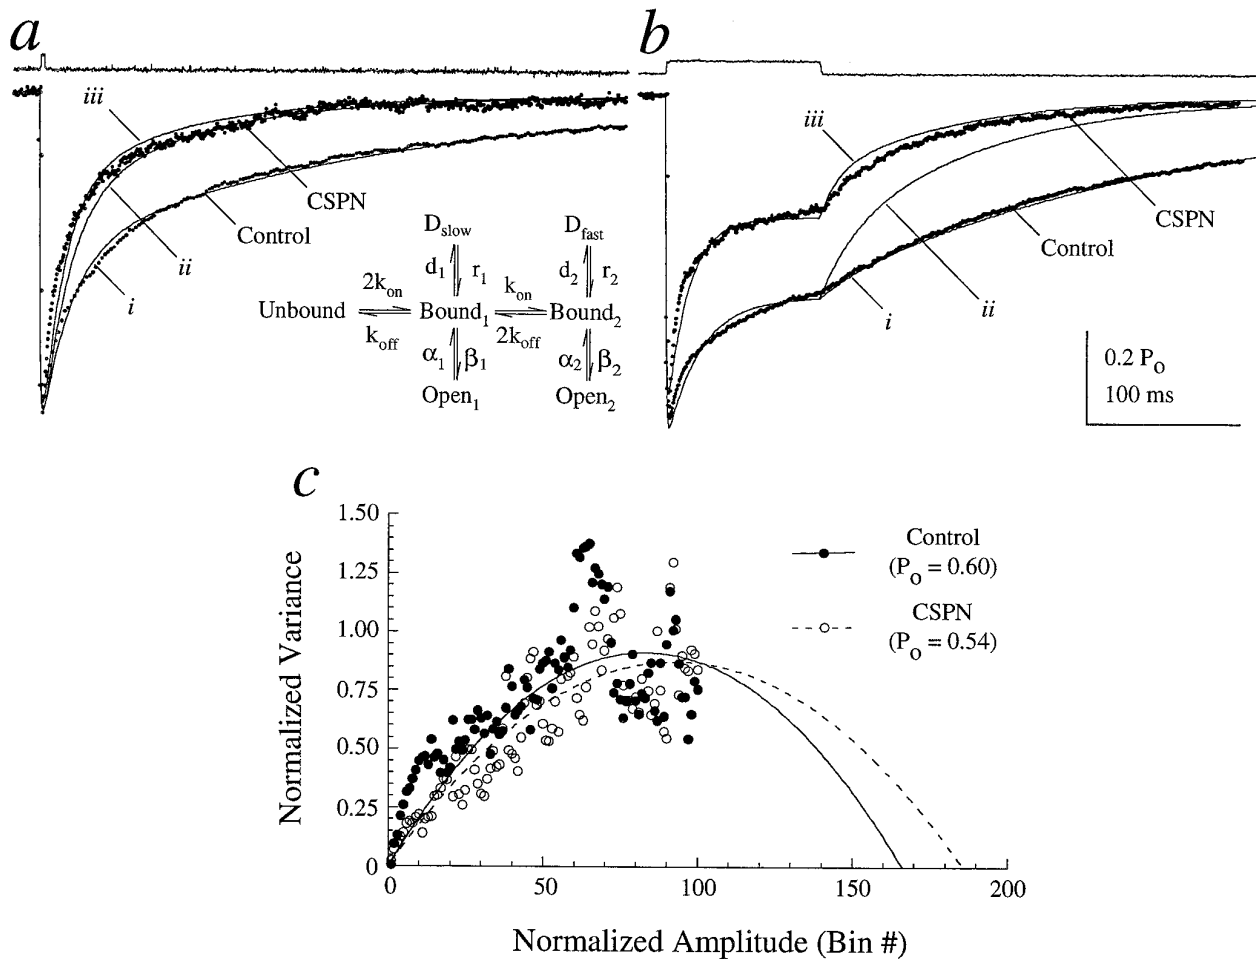 a
b
iii
CSPN
Control
ii
i
D_slow
D_fast
d_1 r_1
d_2 r_2
2k_on
k_on
Unbound
Bound_1
Bound_2
k_off
2k_off
α_1 β_1
α_2 β_2
Open_1
Open_2
iii
CSPN
Control
ii
i
0.2 P_o
100 ms
c
Normalized Variance
1.50
1.25
1.00
0.75
0.50
0.25
0
0 50 100 150 200
Normalized Amplitude (Bin #)
Control
(P_o = 0.60)
CSPN
(P_o = 0.54)